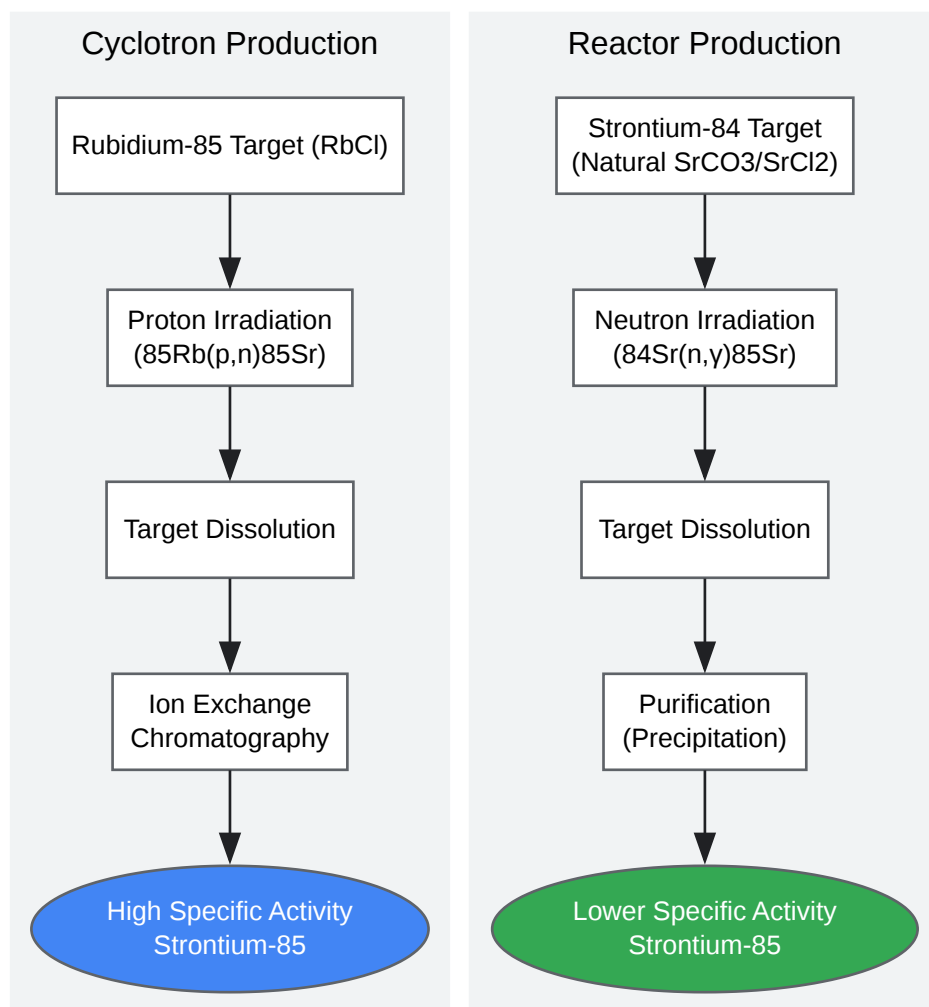 Cyclotron Production
Rubidium-85 Target (RbCl)
Proton Irradiation
(85Rb(p,n)85Sr)
Target Dissolution
Ion Exchange
Chromatography
High Specific Activity
Strontium-85
Reactor Production
Strontium-84 Target
(Natural SrCO3/SrCl2)
Neutron Irradiation
(84Sr(n,γ)85Sr)
Target Dissolution
Purification
(Precipitation)
Lower Specific Activity
Strontium-85